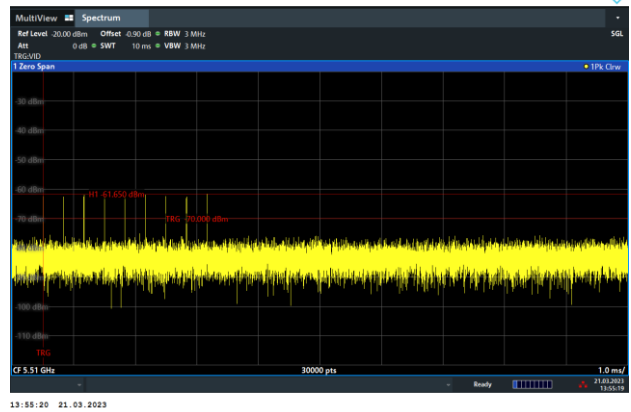 MultiView Spectrum
Ref Level -20.00 dBm Offset -0.90 dB RBW 3 MHz SGL
Att 0 dB SWT 10 ms VBW 3 MHz
TRG:VID
1 Zero Span 1Pk Clrw
-30 dBm
-40 dBm
-50 dBm
-60 dBm
H1 -61.650 dBm
-70 dBm
TRG -70.000 dBm
-100 dBm
-110 dBm
TRG
CF 5.51 GHz 30000 pts 1.0 ms/
Ready 21.03.2023
13:55:19
13:55:20 21.03.2023